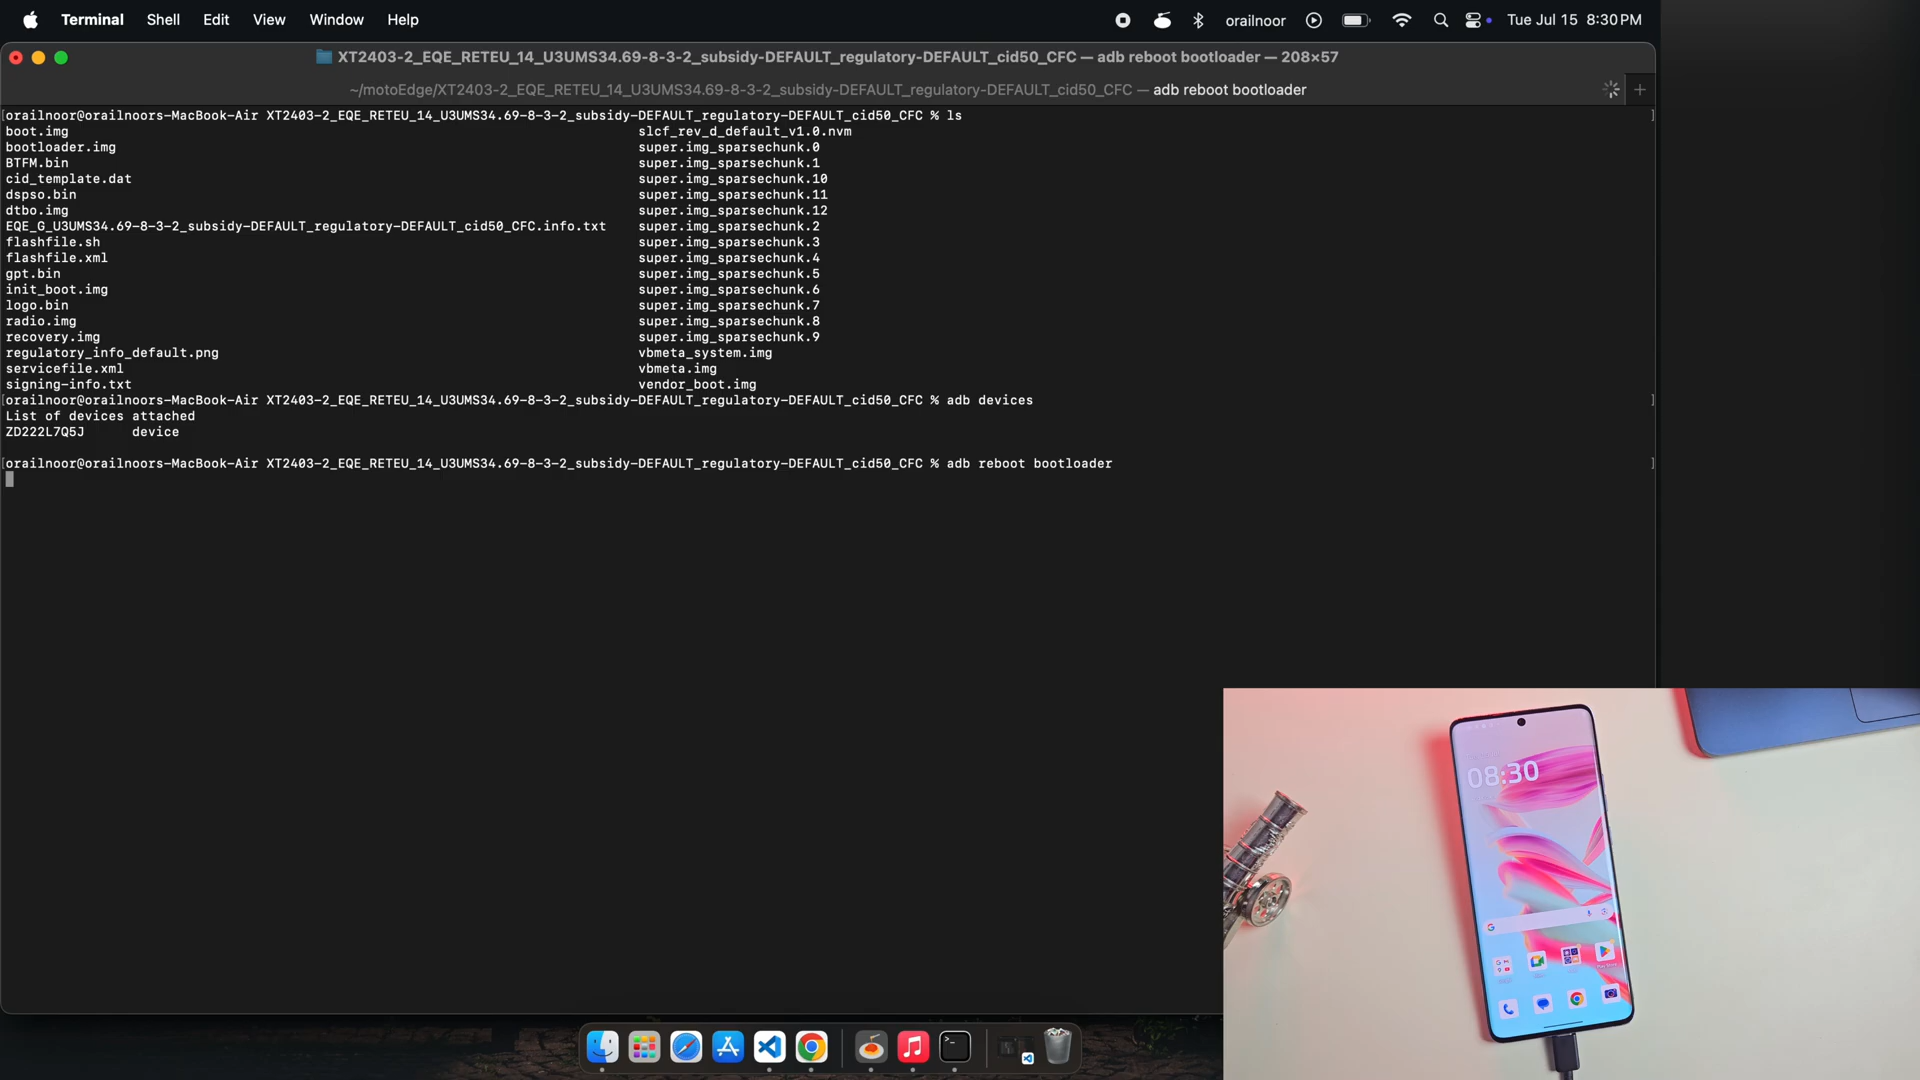 Terminal Shell Edit View Window Help orailnoor Tue Jul 15 8:30 PM
XT2403-2_EQE_RETEU_14_U3UMS34.69-8-3-2_subsidy-DEFAULT_regulatory-DEFAULT_cid50_CFC — adb reboot bootloader — 208×57
~/motoEdge/XT2403-2_EQE_RETEU_14_U3UMS34.69-8-3-2_subsidy-DEFAULT_regulatory-DEFAULT_cid50_CFC — adb reboot bootloader
[orailnoor@orailnoors-MacBook-Air XT2403-2_EQE_RETEU_14_U3UMS34.69-8-3-2_subsidy-DEFAULT_regulatory-DEFAULT_cid50_CFC % ls ]
boot.img slcf_rev_d_default_v1.0.nvm
bootloader.img super.img_sparsechunk.0
BTFM.bin super.img_sparsechunk.1
cid_template.dat super.img_sparsechunk.10
dspso.bin super.img_sparsechunk.11
dtbo.img super.img_sparsechunk.12
EQE_G_U3UMS34.69-8-3-2_subsidy-DEFAULT_regulatory-DEFAULT_cid50_CFC.info.txt super.img_sparsechunk.2
flashfile.sh super.img_sparsechunk.3
flashfile.xml super.img_sparsechunk.4
gpt.bin super.img_sparsechunk.5
init_boot.img super.img_sparsechunk.6
logo.bin super.img_sparsechunk.7
radio.img super.img_sparsechunk.8
recovery.img super.img_sparsechunk.9
regulatory_info_default.png vbmeta_system.img
servicefile.xml vbmeta.img
signing-info.txt vendor_boot.img
[orailnoor@orailnoors-MacBook-Air XT2403-2_EQE_RETEU_14_U3UMS34.69-8-3-2_subsidy-DEFAULT_regulatory-DEFAULT_cid50_CFC % adb devices ]
List of devices attached
ZD222L7Q5J device
[orailnoor@orailnoors-MacBook-Air XT2403-2_EQE_RETEU_14_U3UMS34.69-8-3-2_subsidy-DEFAULT_regulatory-DEFAULT_cid50_CFC % adb reboot bootloader ]
08:30